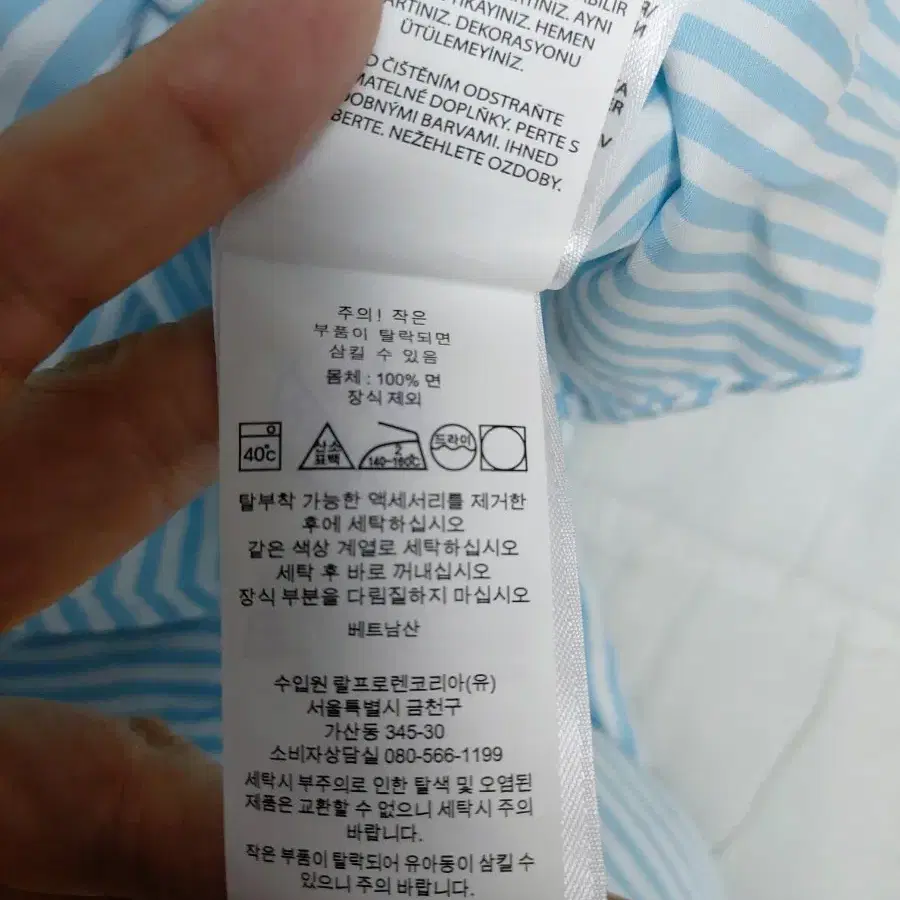 ABILIR
RTINIZ. AYNI
YIKAYINIZ. HEMEN
ARTINIZ. DEKORASYONU
ÜTÜLEMEYİNİZ.
ČIŠTĚNÍM ODSTRAŇTE
MATELNÉ DOPLŇKY. PERTE S
OBNÝMI BARVAMI. IHNED
BERTE. NEŽEHLETE OZDOBY.
주의! 작은
부품이 탈락되면
삼킬 수 있음
몸체 : 100% 면
장식 제외
40℃
산소
표백
2
140~160℃
드라이
탈부착 가능한 액세서리를 제거한
후에 세탁하십시오
같은 색상 계열로 세탁하십시오
세탁 후 바로 꺼내십시오
장식 부분을 다림질하지 마십시오
베트남산
수입원 랄프로렌코리아(유)
서울특별시 금천구
가산동 345-30
소비자상담실 080-566-1199
세탁시 부주의로 인한 탈색 및 오염된
제품은 교환할 수 없으니 세탁시 주의
바랍니다.
작은 부품이 탈락되어 유아동이 삼킬 수
있으니 주의 바랍니다.